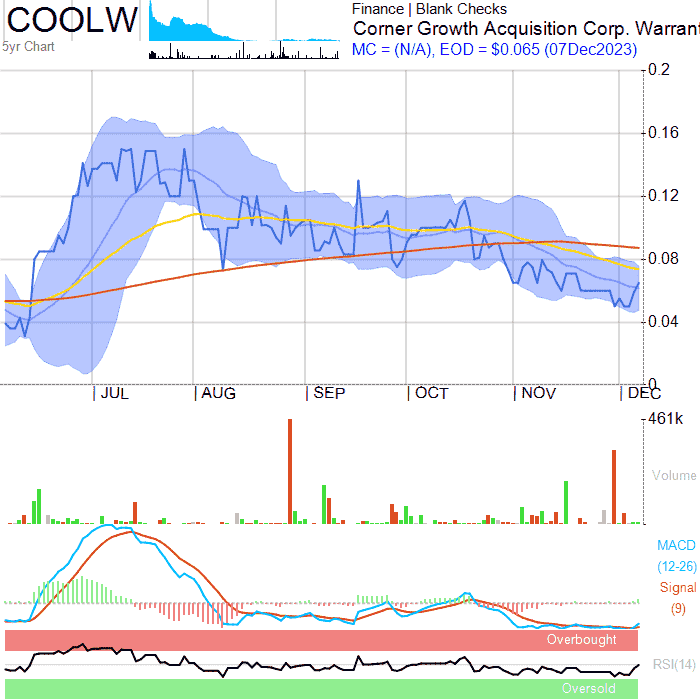 COOLW
5yr Chart
Finance | Blank Checks
Corner Growth Acquisition Corp. Warrant
MC = (N/A), EOD = $0.065 (07Dec2023)
0.2
0.16
0.12
0.08
0.04
0
JUL AUG SEP OCT NOV DEC
461k
Volume
MACD
(12-26)
Signal
(9)
Overbought
RSI(14)
Oversold